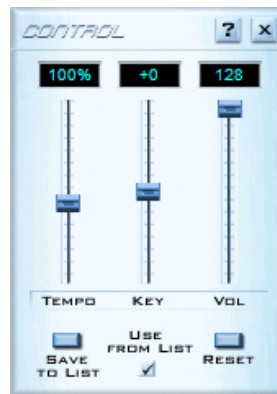 CONTROL ? ×
100% +0 128
TEMPO KEY VOL
SAVE TO LIST
USE FROM LIST
RESET